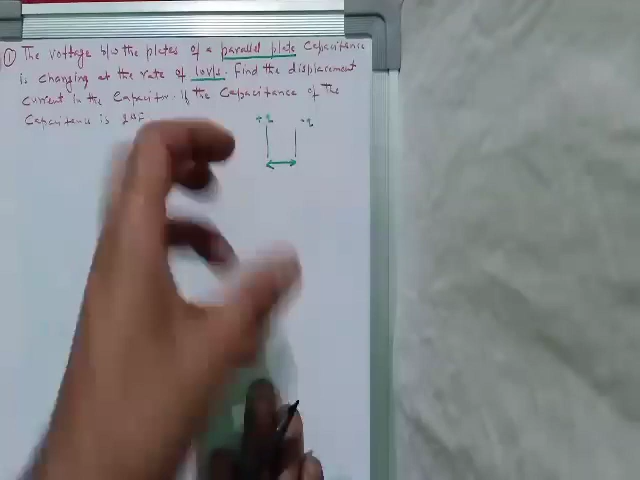 ① The voltage b/w the plates of a parallel plate Capacitance
is changing at the rate of 10V/s. Find the displacement
current in the Capacitor. If the Capacitance of the
Capacitance is 2
+q -q